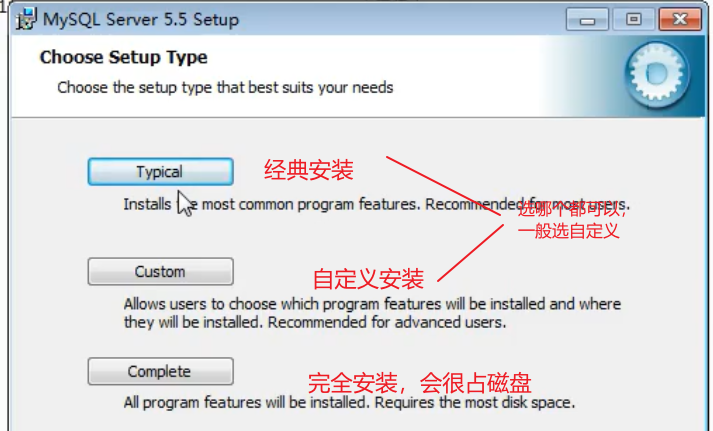 MySQL Server 5.5 Setup
Choose Setup Type
Choose the setup type that best suits your needs
Typical
经典安装
Installs the most common program features. Recommended for most users.
选哪个都可以，
一般选自定义
Custom
自定义安装
Allows users to choose which program features will be installed and where
they will be installed. Recommended for advanced users.
Complete
完全安装，会很占磁盘
All program features will be installed. Requires the most disk space.